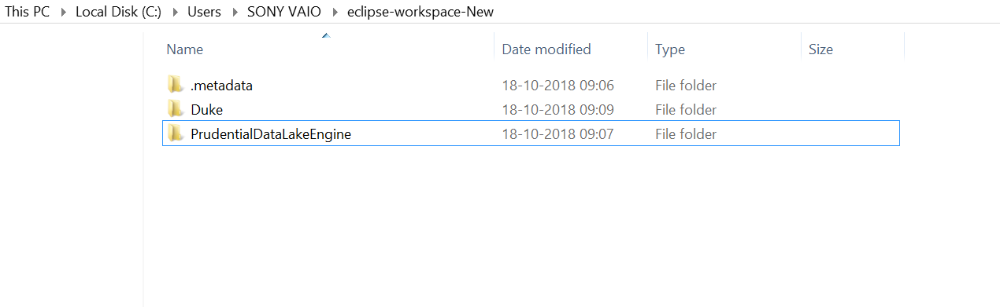 This PC Local Disk (C:) Users SONY VAIO eclipse-workspace-New
Name Date modified Type Size
.metadata 18-10-2018 09:06 File folder
Duke 18-10-2018 09:09 File folder
PrudentialDataLakeEngine 18-10-2018 09:07 File folder